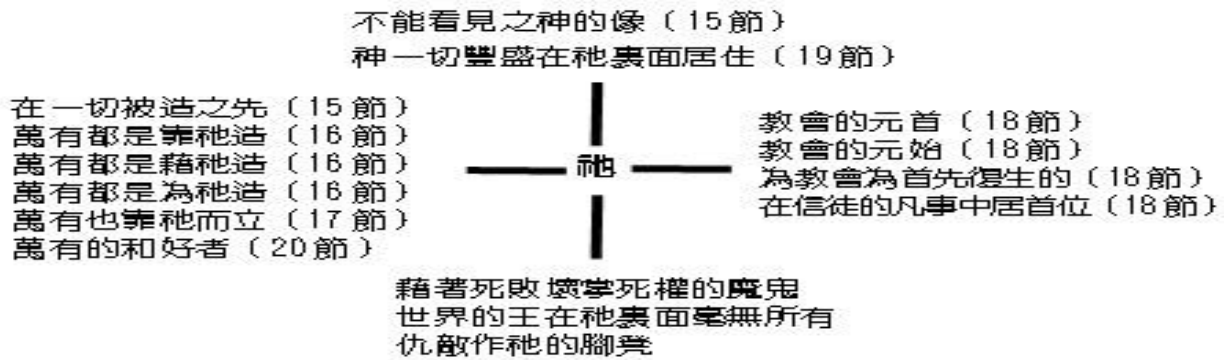 不能看見之神的像（15節）
神一切豐盛在祂裏面居住（19節）
在一切被造之先（15節）
萬有都是靠祂造（16節）
萬有都是藉祂造（16節）
萬有都是為祂造（16節）
萬有也靠祂而立（17節）
萬有的和好者（20節）
祂
教會的元首（18節）
教會的元始（18節）
為教會為首先復生的（18節）
在信徒的凡事中居首位（18節）
藉著死敗壞掌死權的魔鬼
世界的王在祂裏面毫無所有
仇敵作祂的腳凳